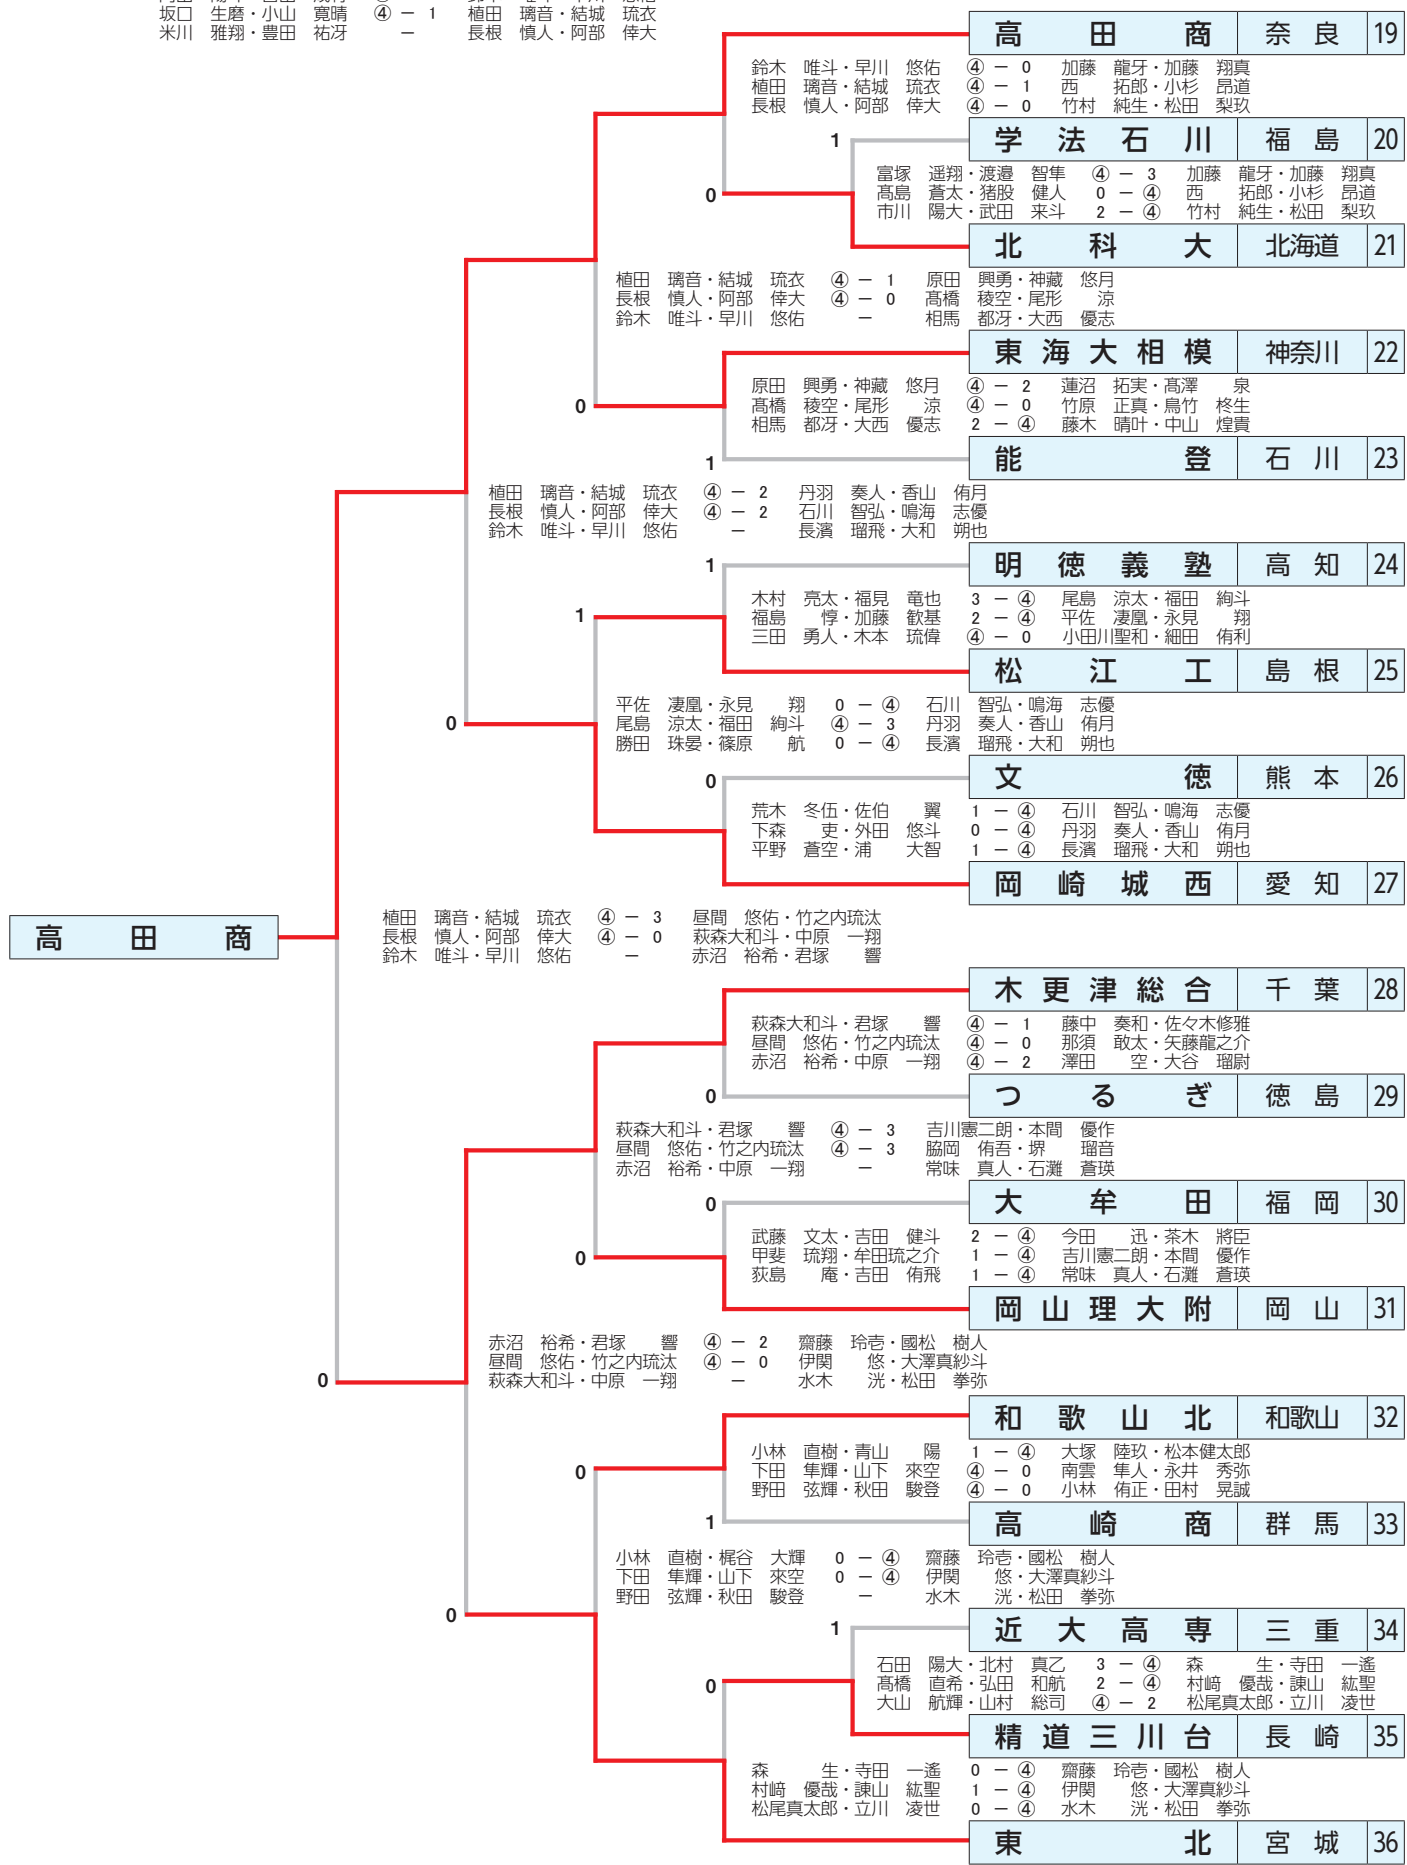 坂口 生磨・小山 寛晴 ④ － 1 植田 璃音・結城 琉衣
米川 雅翔・豊田 祐冴 － 長根 慎人・阿部 倖大
高田商 奈良 19
鈴木 唯斗・早川 悠佑 ④ － 0 加藤 龍牙・加藤 翔真
植田 璃音・結城 琉衣 ④ － 1 西 拓郎・小杉 昂道
長根 慎人・阿部 倖大 ④ － 0 竹村 純生・松田 梨玖
1
学法石川 福島 20
富塚 遥翔・渡邉 智隼 ④ － 3 加藤 龍牙・加藤 翔真
髙島 蒼太・猪股 健人 0 － ④ 西 拓郎・小杉 昂道
市川 陽大・武田 来斗 2 － ④ 竹村 純生・松田 梨玖
0
北科大 北海道 21
植田 璃音・結城 琉衣 ④ － 1 原田 興勇・神藏 悠月
長根 慎人・阿部 倖大 ④ － 0 髙橋 稜空・尾形 涼
鈴木 唯斗・早川 悠佑 － 相馬 都冴・大西 優志
東海大相模 神奈川 22
原田 興勇・神藏 悠月 ④ － 2 蓮沼 拓実・髙澤 泉
髙橋 稜空・尾形 涼 ④ － 0 竹原 正真・鳥竹 柊生
相馬 都冴・大西 優志 2 － ④ 藤木 晴叶・中山 煌貴
0
1
能登 石川 23
植田 璃音・結城 琉衣 ④ － 2 丹羽 奏人・香山 侑月
長根 慎人・阿部 倖大 ④ － 2 石川 智弘・鳴海 志優
鈴木 唯斗・早川 悠佑 － 長濱 瑠飛・大和 朔也
1
明徳義塾 高知 24
木村 亮太・福見 竜也 3 － ④ 尾島 涼太・福田 絢斗
福島 惇・加藤 歓基 2 － ④ 平佐 凄凰・永見 翔
三田 勇人・木本 琉偉 ④ － 0 小田川聖和・細田 侑利
1
松江工 島根 25
平佐 凄凰・永見 翔 0 － ④ 石川 智弘・鳴海 志優
尾島 涼太・福田 絢斗 ④ － 3 丹羽 奏人・香山 侑月
勝田 珠晏・篠原 航 0 － ④ 長濱 瑠飛・大和 朔也
0
0
文徳 熊本 26
荒木 冬伍・佐伯 翼 1 － ④ 石川 智弘・鳴海 志優
下森 吏・外田 悠斗 0 － ④ 丹羽 奏人・香山 侑月
平野 蒼空・浦 大智 1 － ④ 長濱 瑠飛・大和 朔也
岡崎城西 愛知 27
高田商
植田 璃音・結城 琉衣 ④ － 3 昼間 悠佑・竹之内琉汰
長根 慎人・阿部 倖大 ④ － 0 萩森大和斗・中原 一翔
鈴木 唯斗・早川 悠佑 － 赤沼 裕希・君塚 響
木更津総合 千葉 28
萩森大和斗・君塚 響 ④ － 1 藤中 奏和・佐々木修雅
昼間 悠佑・竹之内琉汰 ④ － 0 那須 敢太・矢藤龍之介
赤沼 裕希・中原 一翔 ④ － 2 澤田 空・大谷 瑠尉
0
つるぎ 徳島 29
萩森大和斗・君塚 響 ④ － 3 吉川憲二朗・本間 優作
昼間 悠佑・竹之内琉汰 ④ － 3 脇岡 侑吾・堺 瑠音
赤沼 裕希・中原 一翔 － 常味 真人・石灘 蒼瑛
0
大牟田 福岡 30
武藤 文太・吉田 健斗 2 － ④ 今田 迅・茶木 將臣
甲斐 琉翔・牟田琉之介 1 － ④ 吉川憲二朗・本間 優作
荻島 庵・吉田 侑飛 1 － ④ 常味 真人・石灘 蒼瑛
0
岡山理大附 岡山 31
赤沼 裕希・君塚 響 ④ － 2 齋藤 玲壱・國松 樹人
昼間 悠佑・竹之内琉汰 ④ － 0 伊関 悠・大澤真紗斗
萩森大和斗・中原 一翔 － 水木 洸・松田 拳弥
0
和歌山北 和歌山 32
小林 直樹・青山 陽 1 － ④ 大塚 陸玖・松本健太郎
下田 隼輝・山下 來空 ④ － 0 南雲 隼人・永井 秀弥
野田 弦輝・秋田 駿登 ④ － 0 小林 侑正・田村 晃誠
0
1
高崎商 群馬 33
小林 直樹・梶谷 大輝 0 － ④ 齋藤 玲壱・國松 樹人
下田 隼輝・山下 來空 0 － ④ 伊関 悠・大澤真紗斗
野田 弦輝・秋田 駿登 － 水木 洸・松田 拳弥
0
1
近大高専 三重 34
石田 陽大・北村 真乙 3 － ④ 森 生・寺田 一遙
髙橋 直希・弘田 和航 2 － ④ 村﨑 優哉・諌山 紘聖
大山 航輝・山村 総司 ④ － 2 松尾真太郎・立川 凌世
0
精道三川台 長崎 35
森 生・寺田 一遙 0 － ④ 齋藤 玲壱・國松 樹人
村﨑 優哉・諌山 紘聖 1 － ④ 伊関 悠・大澤真紗斗
松尾真太郎・立川 凌世 0 － ④ 水木 洸・松田 拳弥
東北 宮城 36